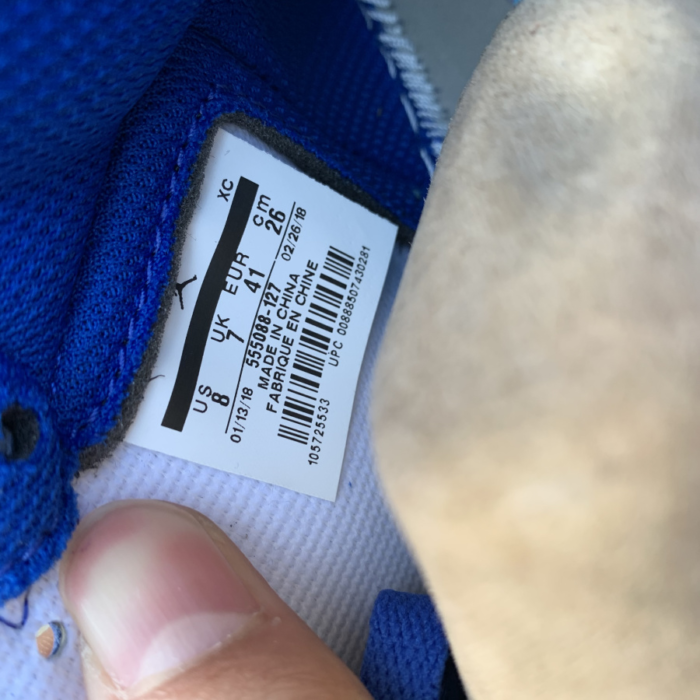 XC
US UK EUR cm
8 7 41 26
01/13/18 555088-127 02/26/18
MADE IN CHINA
FABRIQUE EN CHINE
UPC 00888507430281
105725533